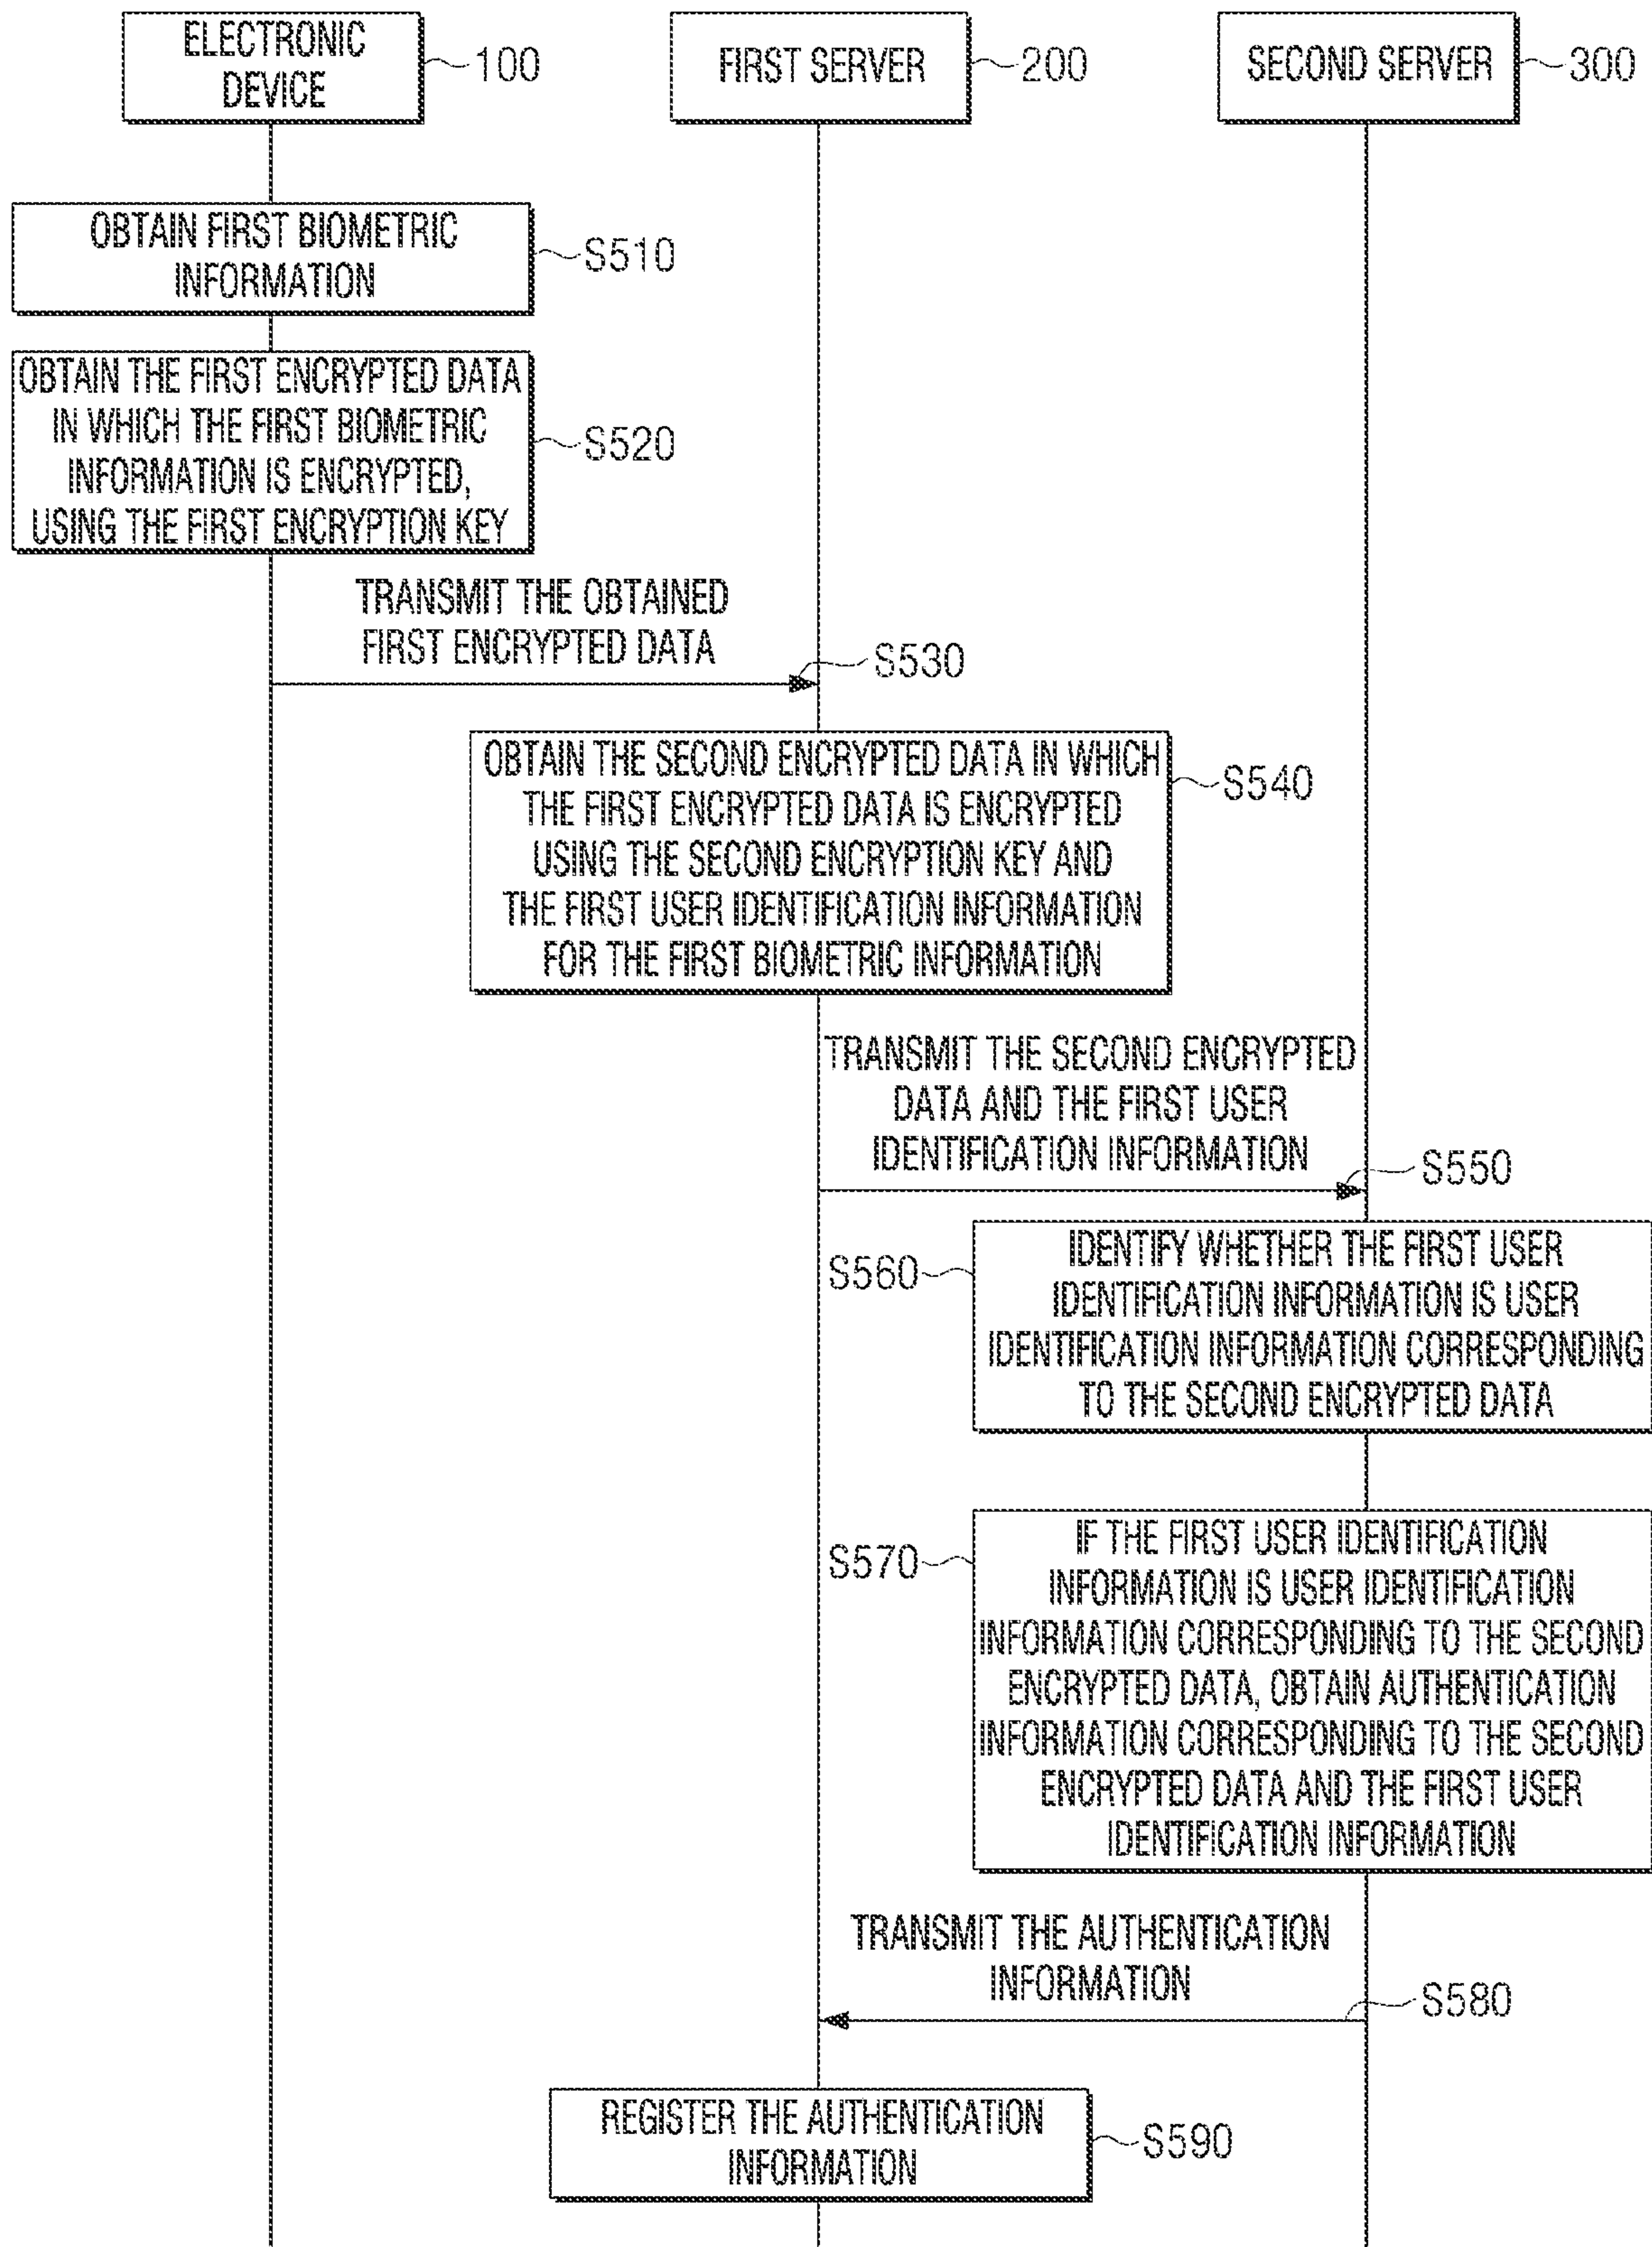 ELECTRONIC
DEVICE
100
FIRST SERVER
200
SECOND SERVER
300
OBTAIN FIRST BIOMETRIC
INFORMATION
S510
OBTAIN THE FIRST ENCRYPTED DATA
IN WHICH THE FIRST BIOMETRIC
INFORMATION IS ENCRYPTED,
USING THE FIRST ENCRYPTION KEY
S520
TRANSMIT THE OBTAINED
FIRST ENCRYPTED DATA
S530
OBTAIN THE SECOND ENCRYPTED DATA IN WHICH
THE FIRST ENCRYPTED DATA IS ENCRYPTED
USING THE SECOND ENCRYPTION KEY AND
THE FIRST USER IDENTIFICATION INFORMATION
FOR THE FIRST BIOMETRIC INFORMATION
S540
TRANSMIT THE SECOND ENCRYPTED
DATA AND THE FIRST USER
IDENTIFICATION INFORMATION
S550
S560
IDENTIFY WHETHER THE FIRST USER
IDENTIFICATION INFORMATION IS USER
IDENTIFICATION INFORMATION CORRESPONDING
TO THE SECOND ENCRYPTED DATA
S570
IF THE FIRST USER IDENTIFICATION
INFORMATION IS USER IDENTIFICATION
INFORMATION CORRESPONDING TO THE SECOND
ENCRYPTED DATA, OBTAIN AUTHENTICATION
INFORMATION CORRESPONDING TO THE SECOND
ENCRYPTED DATA AND THE FIRST USER
IDENTIFICATION INFORMATION
TRANSMIT THE AUTHENTICATION
INFORMATION
S580
REGISTER THE AUTHENTICATION
INFORMATION
S590